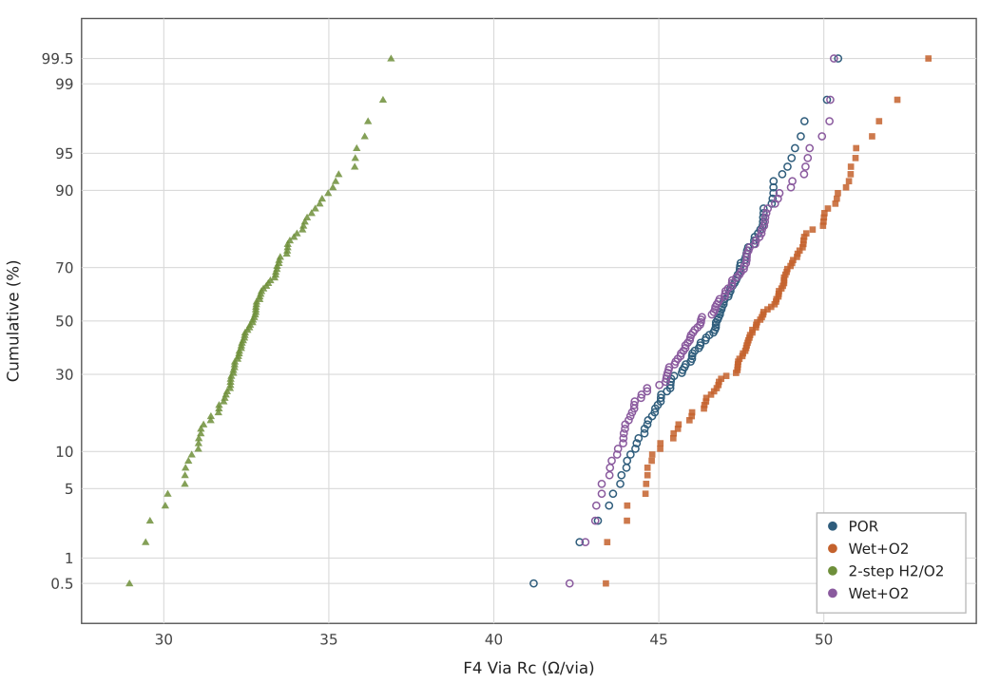 99.5
99
95
90
70
50
30
10
5
1
0.5
Cumulative (%)
30 35 40 45 50
F4 Via Rc (Ω/via)
POR
Wet+O2
2-step H2/O2
Wet+O2